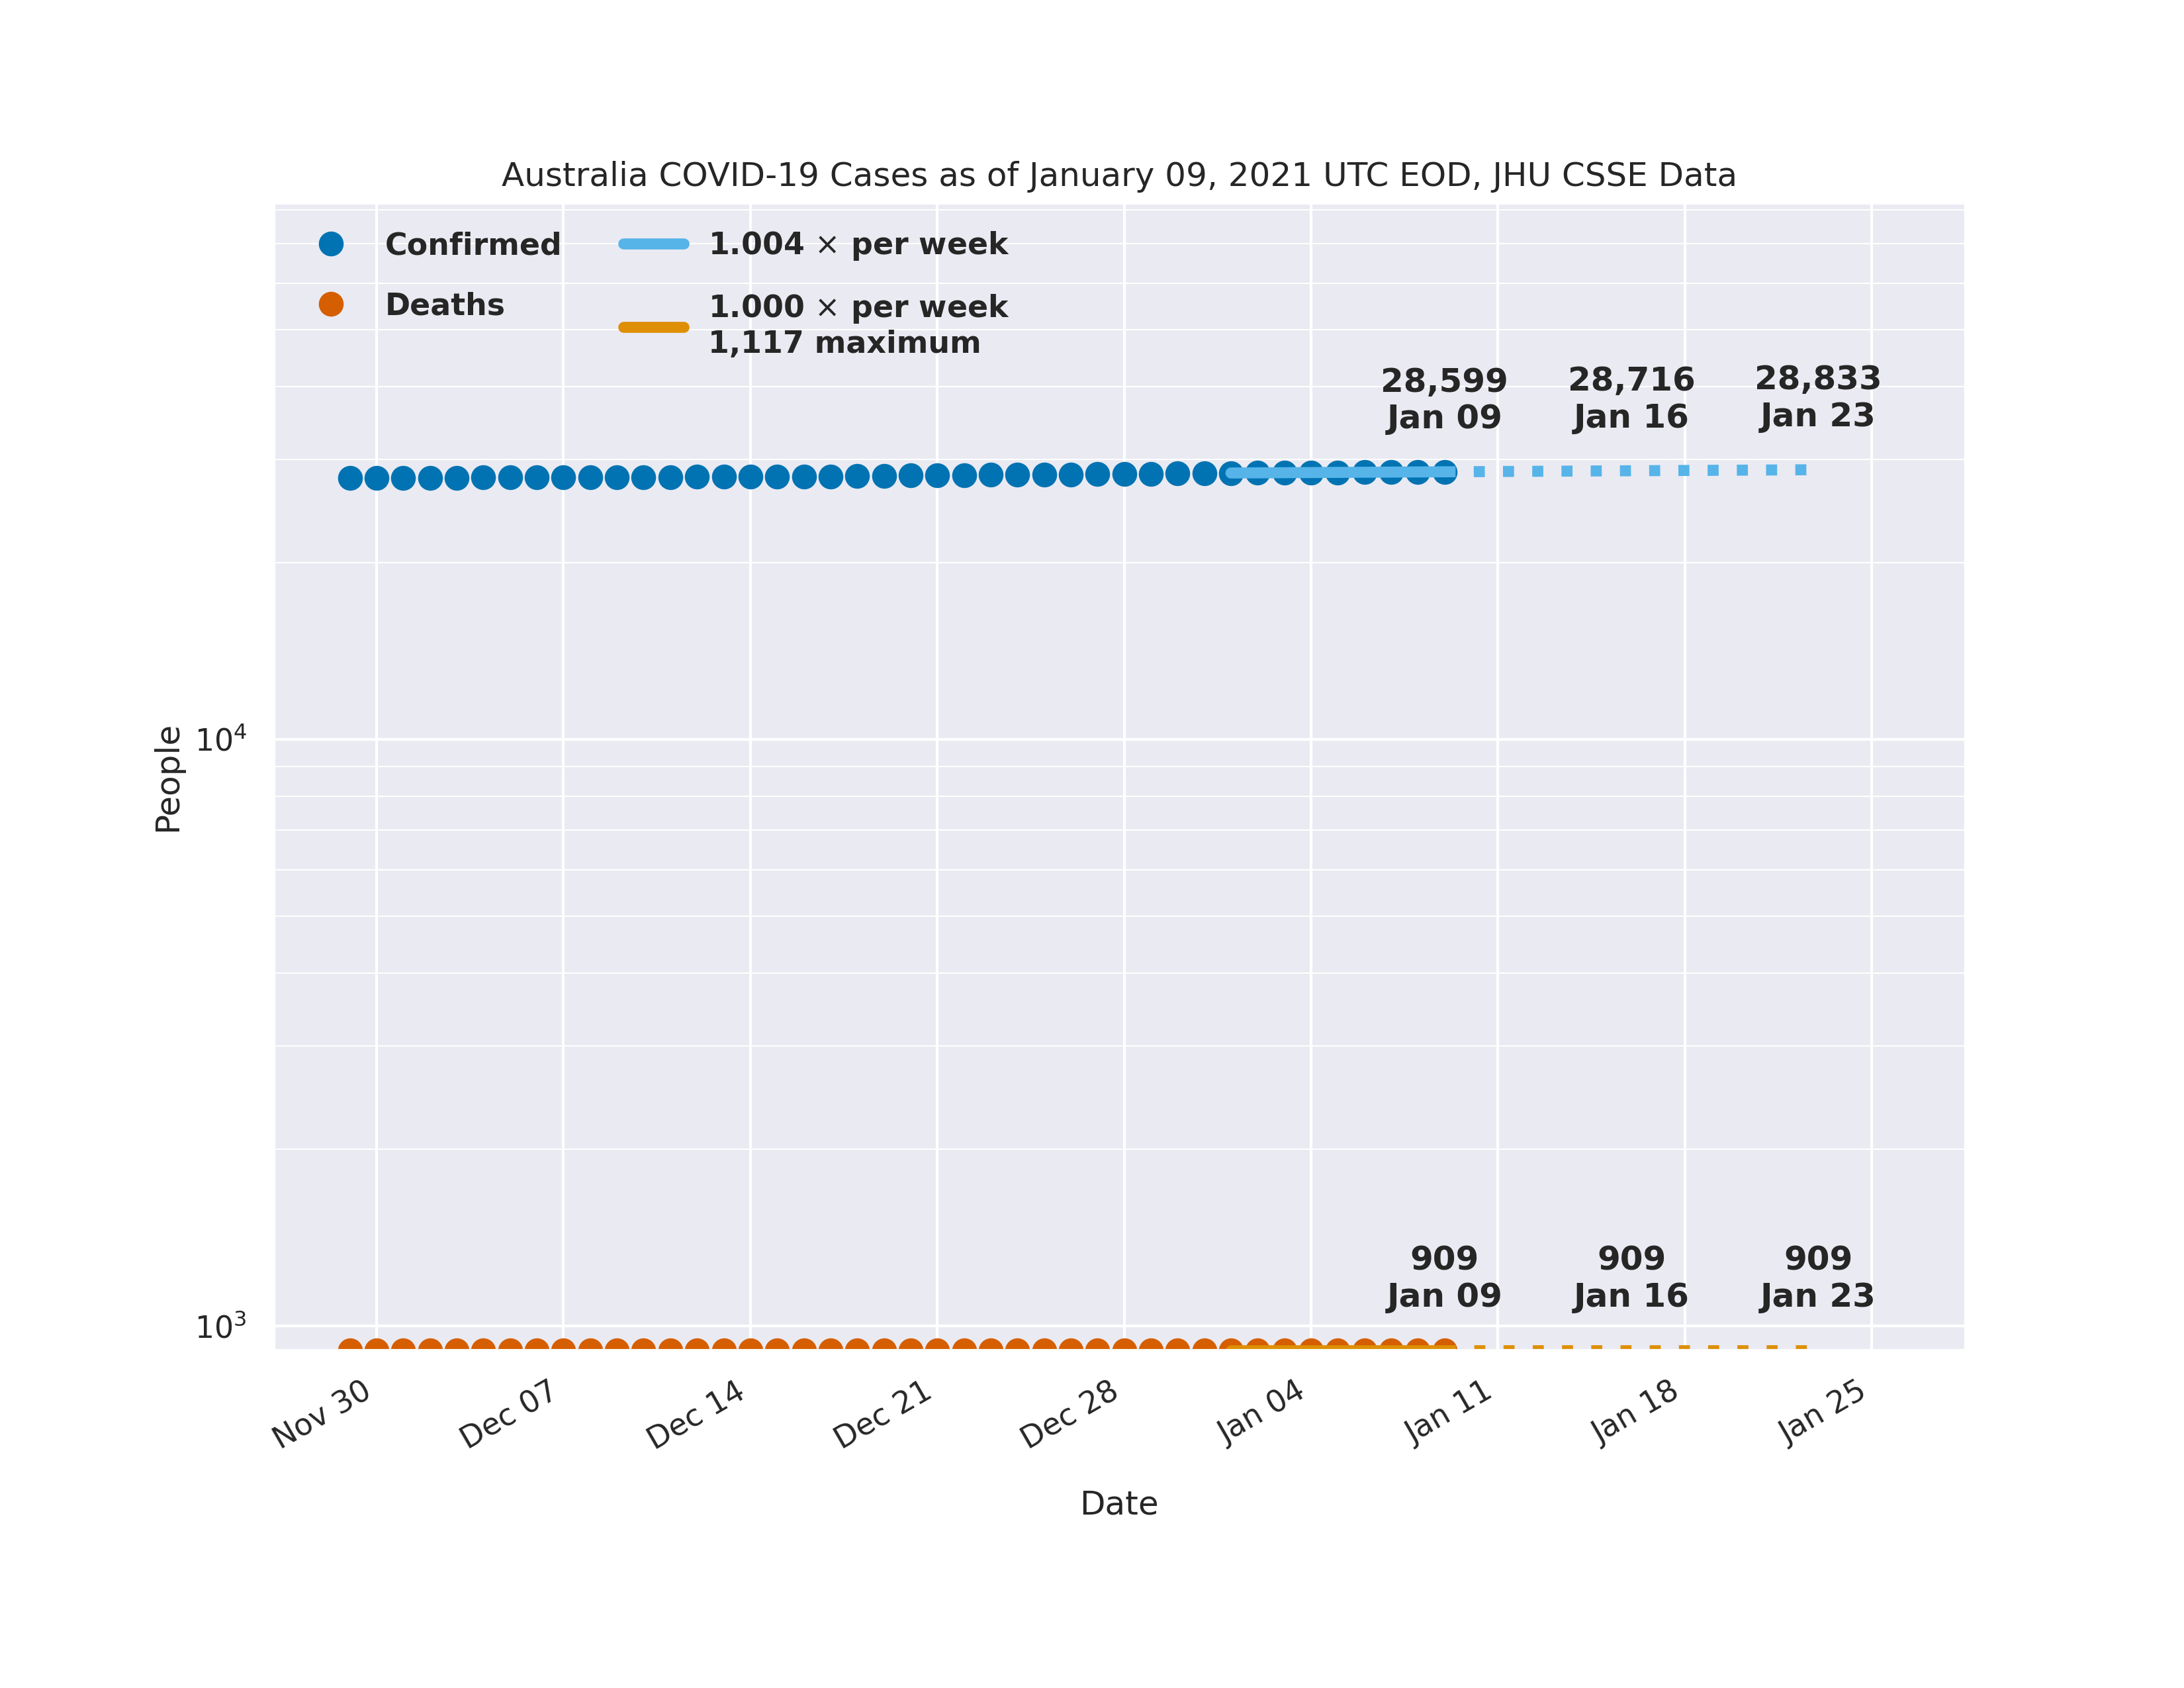 Australia COVID-19 Cases as of January 09, 2021 UTC EOD, JHU CSSE Data
Confirmed
Deaths
1.004 × per week
1.000 × per week
1,117 maximum
28,599
Jan 09
28,716
Jan 16
28,833
Jan 23
909
Jan 09
909
Jan 16
909
Jan 23
People
10⁴
10³
Nov 30
Dec 07
Dec 14
Dec 21
Dec 28
Jan 04
Jan 11
Jan 18
Jan 25
Date